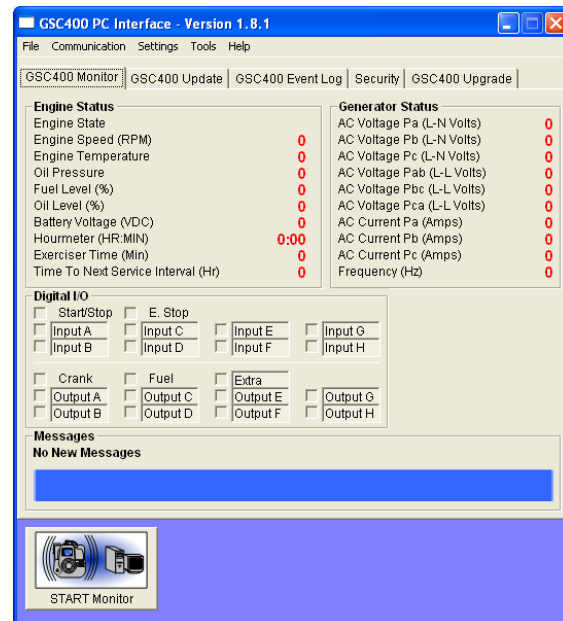 GSC400 PC Interface - Version 1.8.1
File Communication Settings Tools Help
GSC400 Monitor GSC400 Update GSC400 Event Log Security GSC400 Upgrade
Engine Status
Engine State
Engine Speed (RPM) 0
Engine Temperature 0
Oil Pressure 0
Fuel Level (%) 0
Oil Level (%) 0
Battery Voltage (VDC) 0
Hourmeter (HR:MIN) 0:00
Exerciser Time (Min) 0
Time To Next Service Interval (Hr) 0
Generator Status
AC Voltage Pa (L-N Volts) 0
AC Voltage Pb (L-N Volts) 0
AC Voltage Pc (L-N Volts) 0
AC Voltage Pab (L-L Volts) 0
AC Voltage Pbc (L-L Volts) 0
AC Voltage Pca (L-L Volts) 0
AC Current Pa (Amps) 0
AC Current Pb (Amps) 0
AC Current Pc (Amps) 0
Frequency (Hz) 0
Digital I/O
Start/Stop E. Stop
Input A Input C Input E Input G
Input B Input D Input F Input H
Crank Fuel Extra
Output A Output C Output E Output G
Output B Output D Output F Output H
Messages
No New Messages
START Monitor